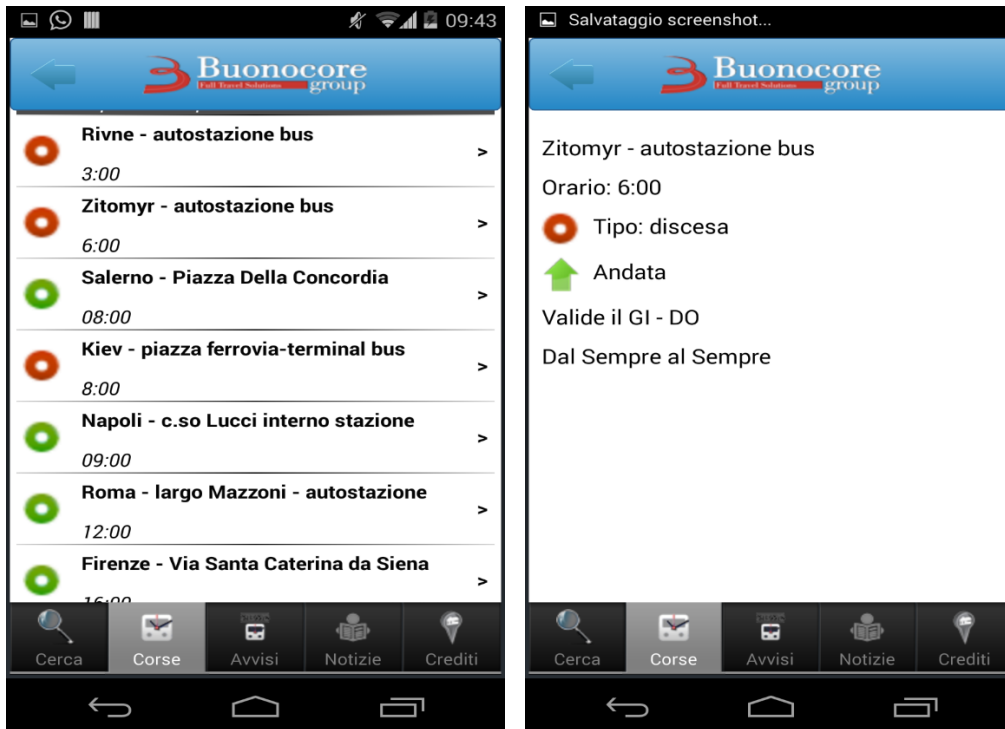 09:43
Buonocore
Full Travel Solutions group
Rivne - autostazione bus
>
3:00
Zitomyr - autostazione bus
>
6:00
Salerno - Piazza Della Concordia
>
08:00
Kiev - piazza ferrovia-terminal bus
>
8:00
Napoli - c.so Lucci interno stazione
>
09:00
Roma - largo Mazzoni - autostazione
>
12:00
Firenze - Via Santa Caterina da Siena
>
16:00
Cerca Corse Avvisi Notizie Crediti
Salvataggio screenshot...
Buonocore
Full Travel Solutions group
Zitomyr - autostazione bus
Orario: 6:00
Tipo: discesa
Andata
Valide il GI - DO
Dal Sempre al Sempre
Cerca Corse Avvisi Notizie Crediti